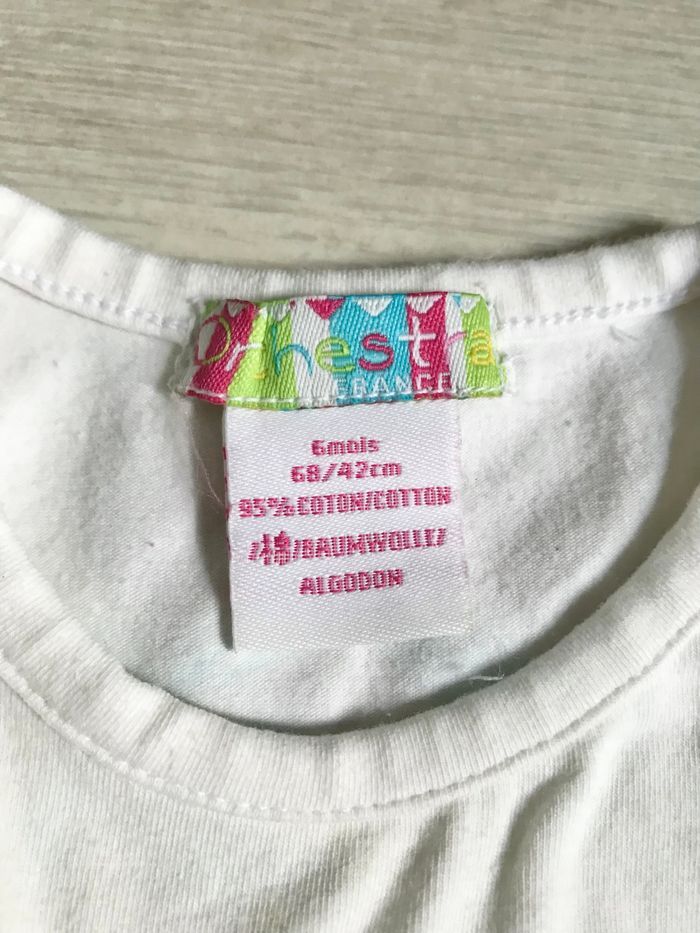 Orchestra
FRANCE
6mois
68/42cm
95%COTON/COTTON
/棉/BAUMWOLLE/
ALGODON